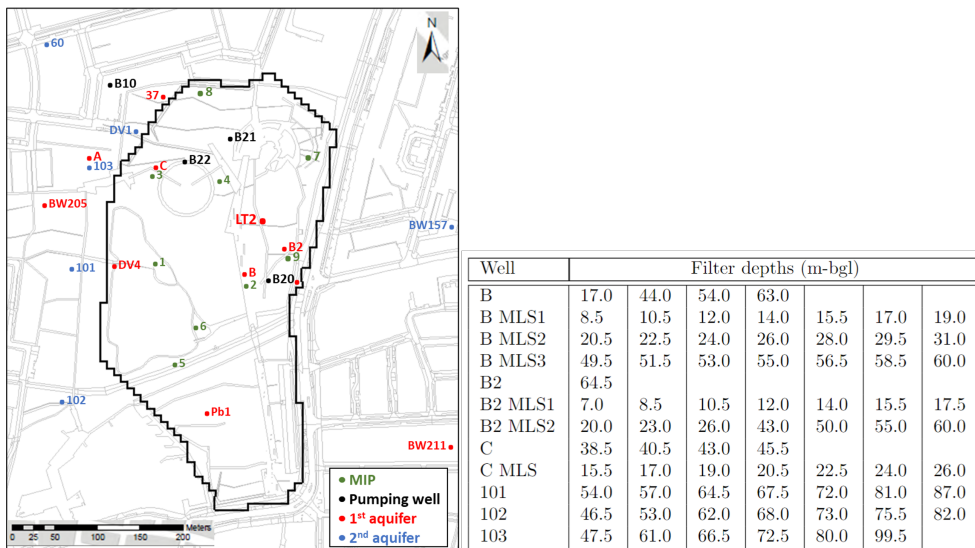 N
60
B10
37
8
DV1
B21
A
103
C
B22
3
4
7
BW205
LT2
BW157
B2
9
DV4
1
101
B
B20
2
6
5
102
Pb1
BW211
MIP
Pumping well
1st aquifer
2nd aquifer
Meters
0 25 50 100 150 200
Well Filter depths (m-bgl)
B 17.0 44.0 54.0 63.0
B MLS1 8.5 10.5 12.0 14.0 15.5 17.0 19.0
B MLS2 20.5 22.5 24.0 26.0 28.0 29.5 31.0
B MLS3 49.5 51.5 53.0 55.0 56.5 58.5 60.0
B2 64.5
B2 MLS1 7.0 8.5 10.5 12.0 14.0 15.5 17.5
B2 MLS2 20.0 23.0 26.0 43.0 50.0 55.0 60.0
C 38.5 40.5 43.0 45.5
C MLS 15.5 17.0 19.0 20.5 22.5 24.0 26.0
101 54.0 57.0 64.5 67.5 72.0 81.0 87.0
102 46.5 53.0 62.0 68.0 73.0 75.5 82.0
103 47.5 61.0 66.5 72.5 80.0 99.5